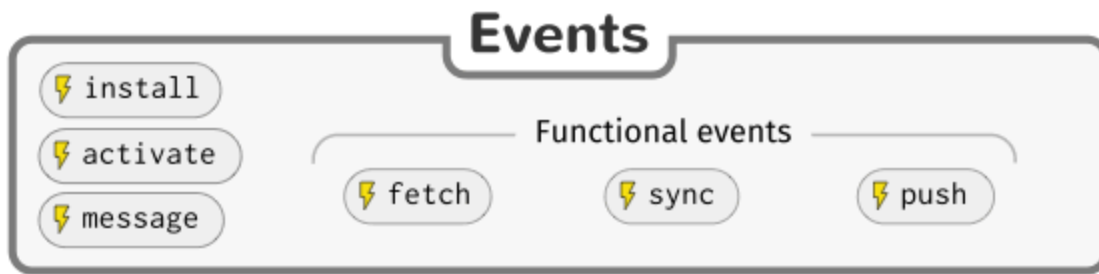 Events
install
activate
message
Functional events
fetch
sync
push